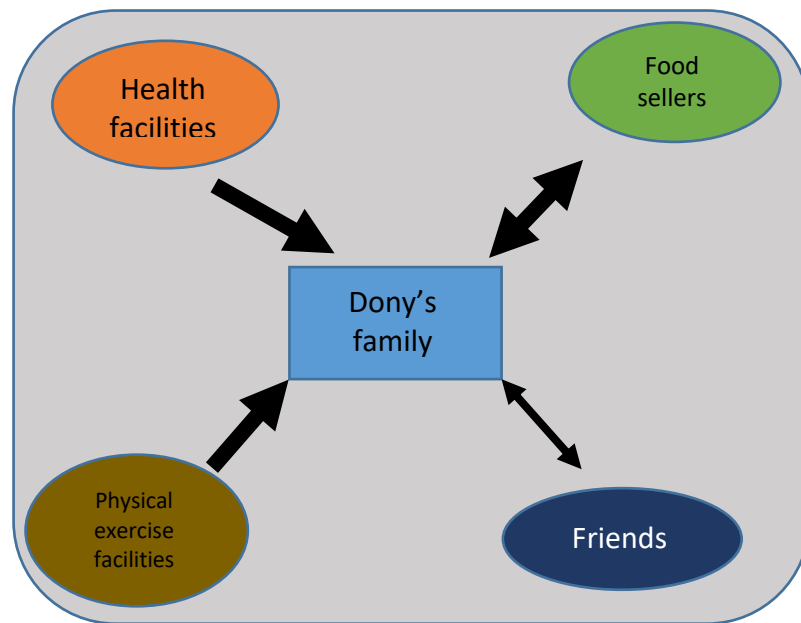 Health
facilities
Food
sellers
Dony’s
family
Physical
exercise
facilities
Friends